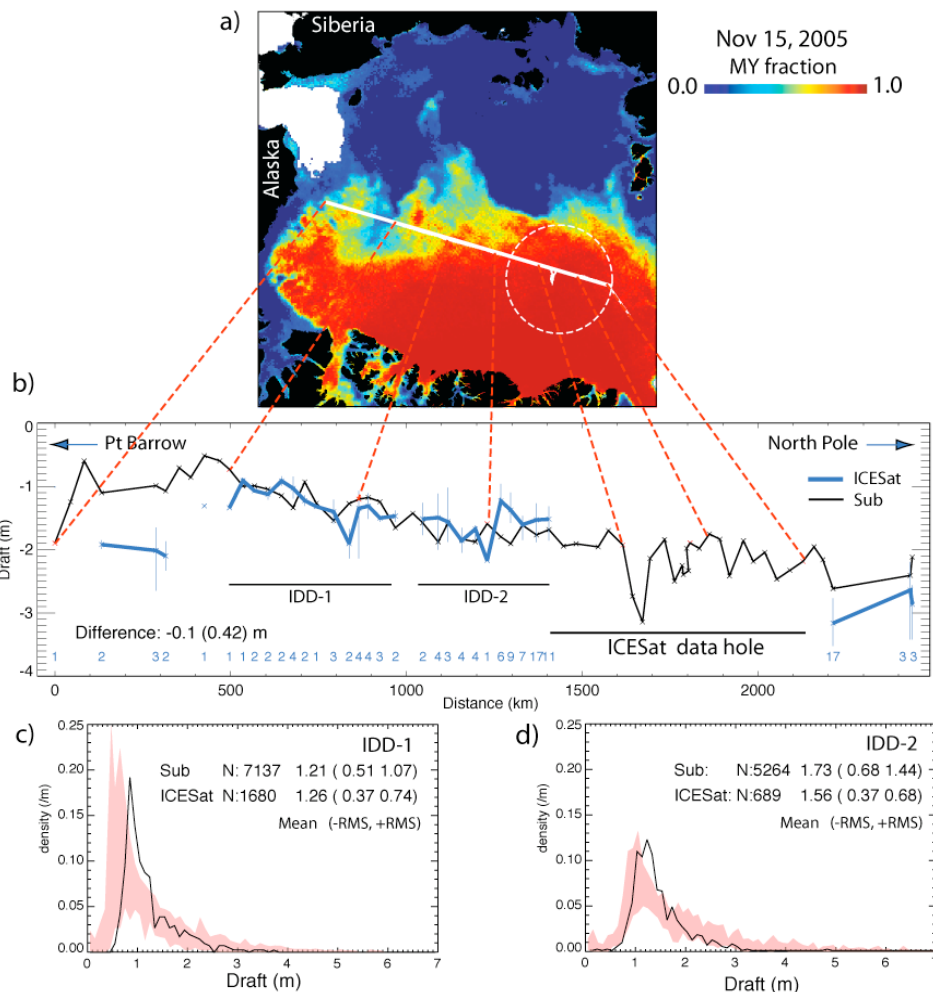 a)
Siberia
Alaska
Nov 15, 2005
MY fraction
0.0 1.0
b)
0
-1
-2
-3
-4
Draft (m)
Pt Barrow
North Pole
ICESat
Sub
IDD-1
IDD-2
ICESat data hole
Difference: -0.1 (0.42) m
1 2 3 2 1 1 1 2 2 4 2 1 3 2 4 4 3 2 2 4 3 4 4 1 6 9 7 17 11 17 3 3
0 500 1000 1500 2000
Distance (km)
c)
IDD-1
Sub N: 7137 1.21 ( 0.51 1.07)
ICESat N:1680 1.26 ( 0.37 0.74)
Mean (-RMS, +RMS)
0.25
0.20
0.15
0.10
0.05
0.00
density (/m)
0 1 2 3 4 5 6 7
Draft (m)
d)
IDD-2
Sub: N:5264 1.73 ( 0.68 1.44)
ICESat: N:689 1.56 ( 0.37 0.68)
Mean (-RMS, +RMS)
0.25
0.20
0.15
0.10
0.05
0.00
density (/m)
0 1 2 3 4 5 6 7
Draft (m)